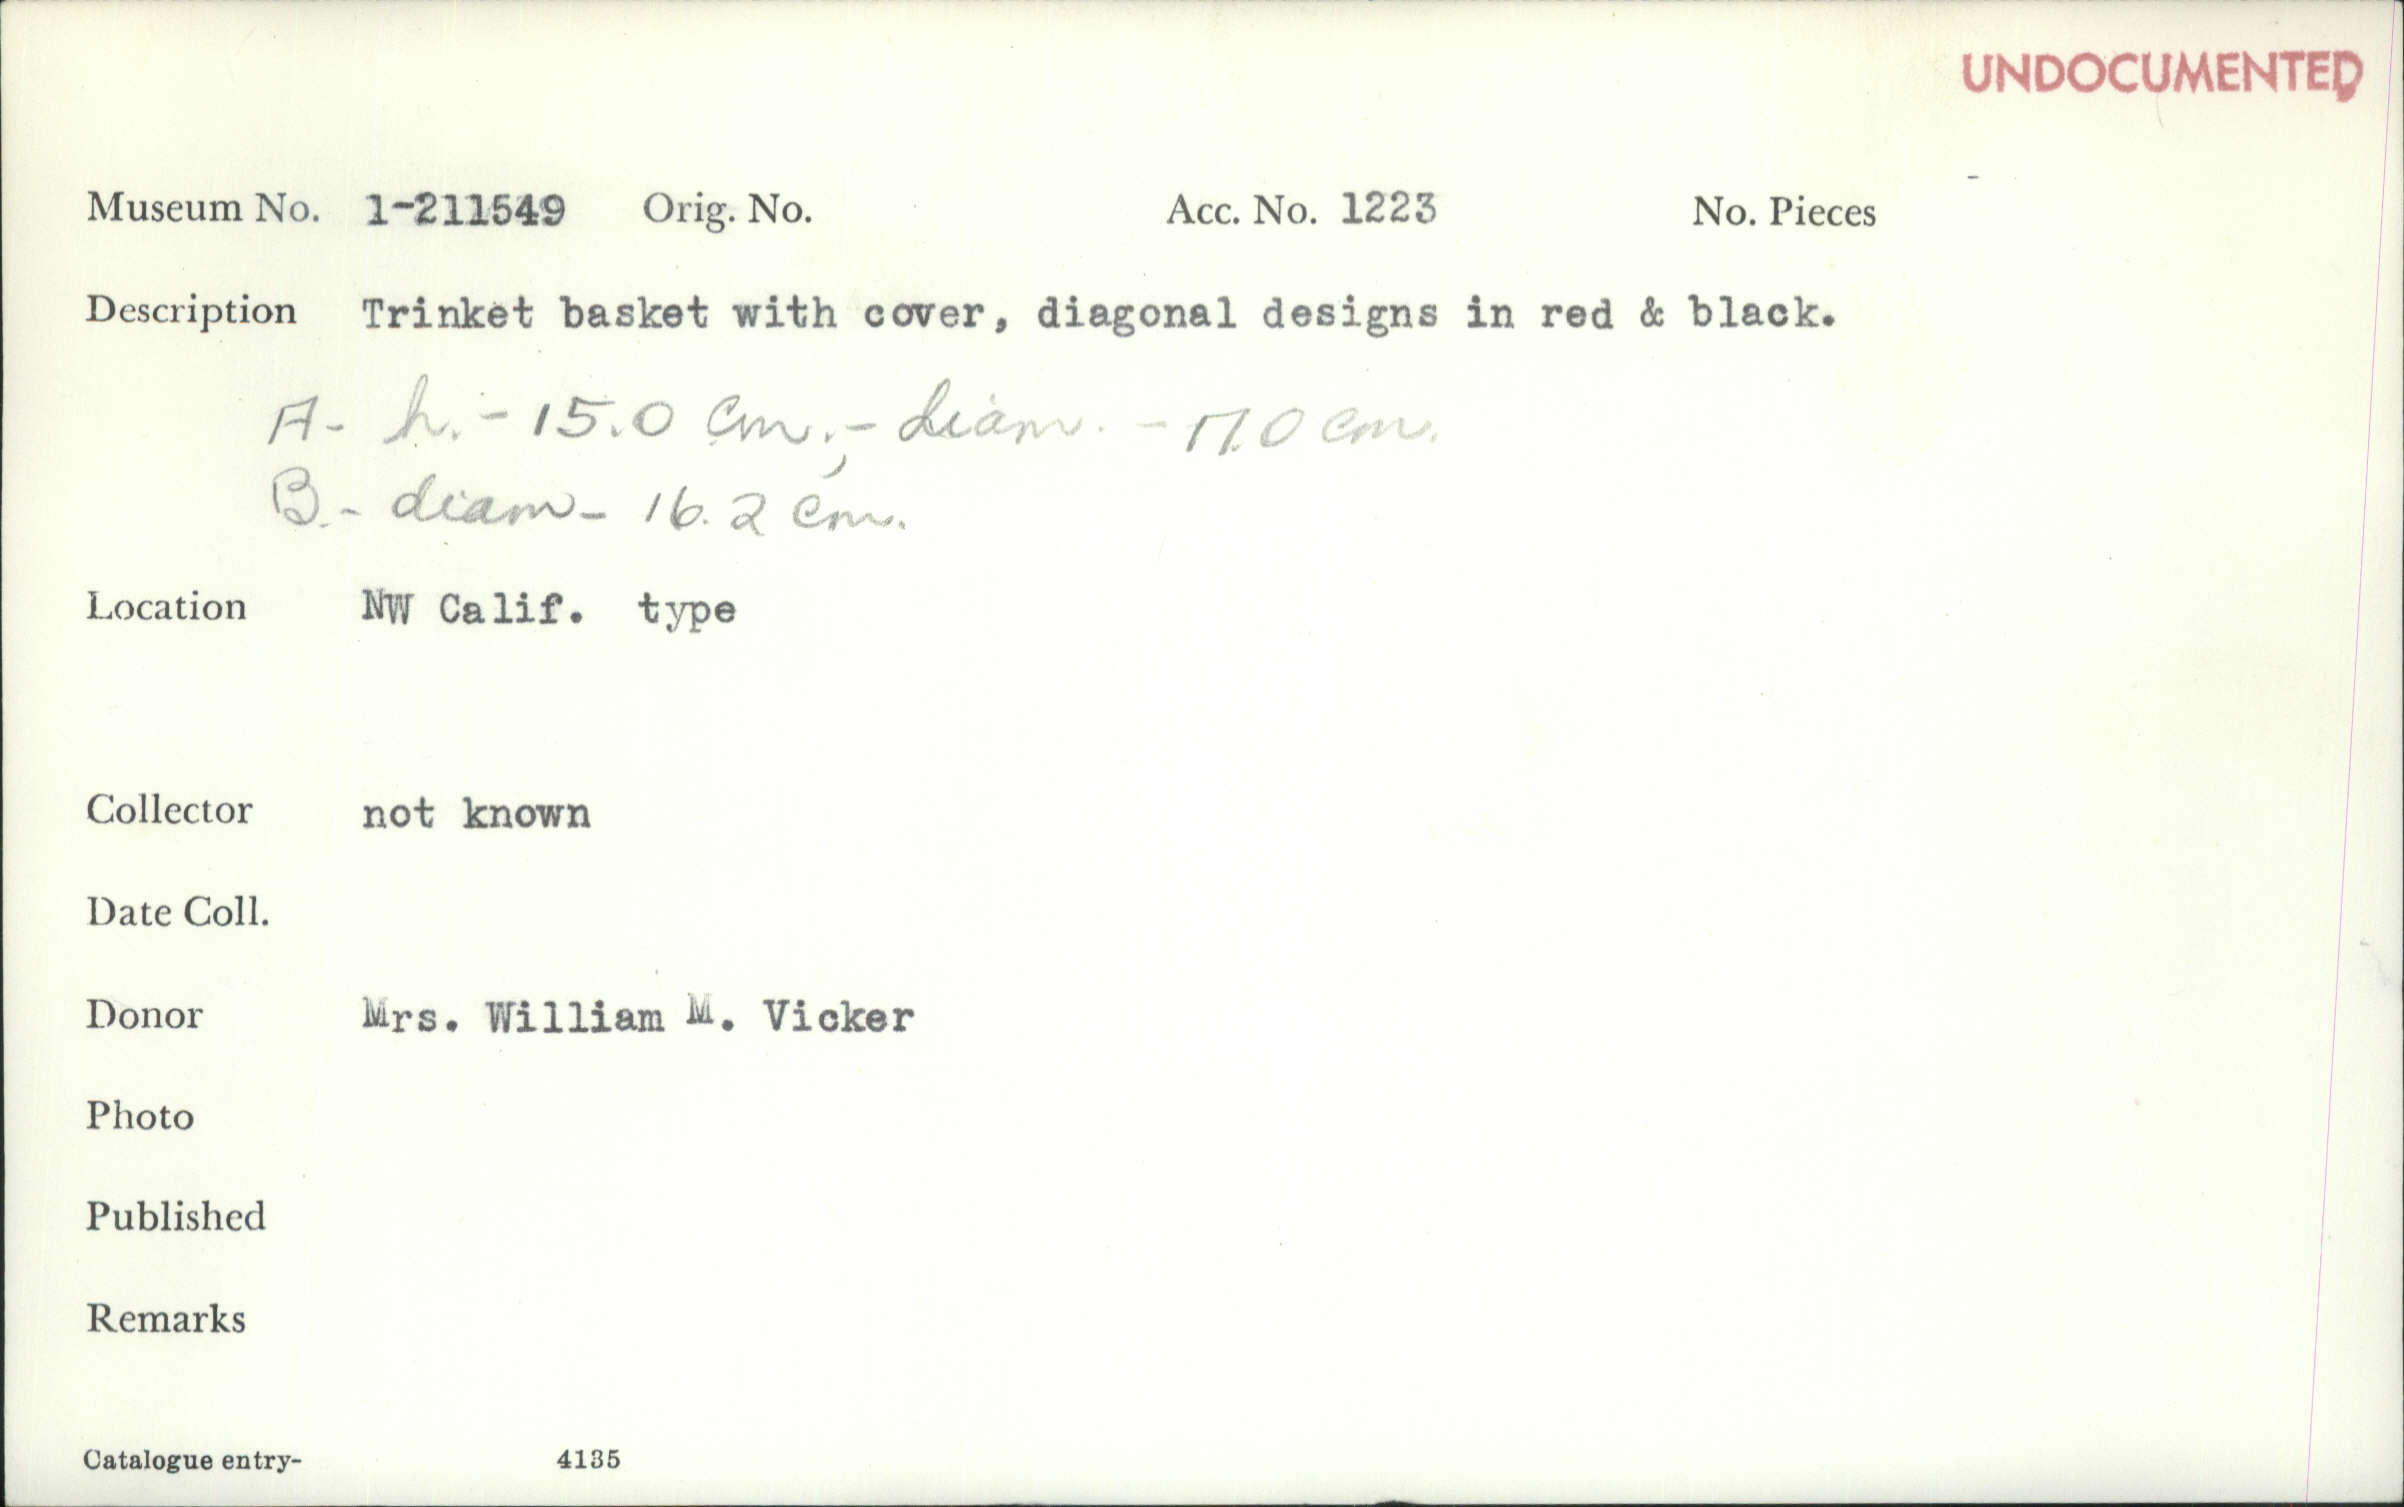 UNDOCUMENTED
Museum No. 1-211549 Orig. No. Acc. No. 1223 No. Pieces
Description Trinket basket with cover, diagonal designs in red & black.
A- h. - 15.0 cm., - diam. - 17.0 cm.
B.- diam- 16.2 cm.
Location NW Calif. type
Collector not known
Date Coll.
Donor Mrs. William M. Vicker
Photo
Published
Remarks
Catalogue entry- 4135